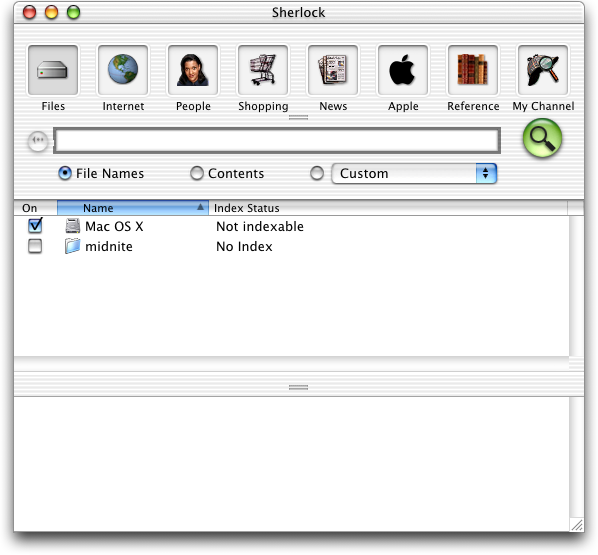 Sherlock
Files Internet People Shopping News Apple Reference My Channel
File Names Contents Custom
On Name Index Status
Mac OS X Not indexable
midnite No Index